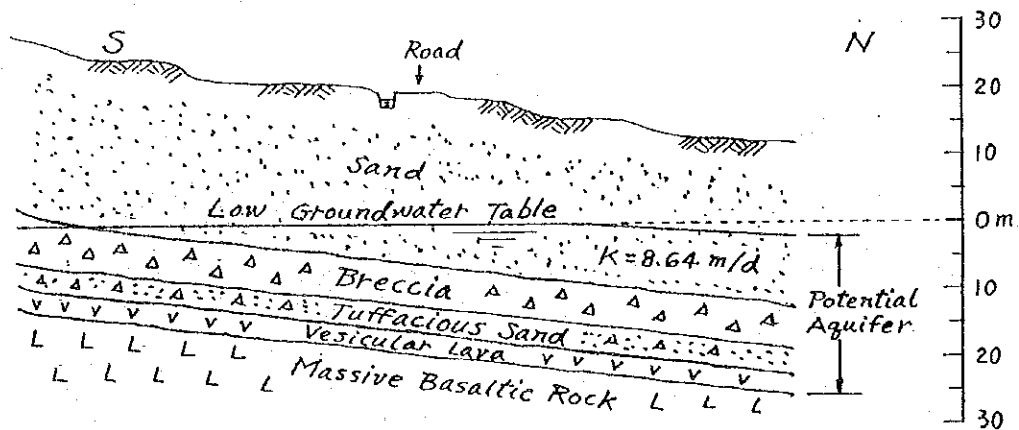 S
Road
N
Sand
Low Groundwater Table
K=8.64 m/d
Breccia
Tuffacious Sand
Vesicular Lava
Massive Basaltic Rock
Potential
Aquifer
30
20
10
0 m
10
20
30